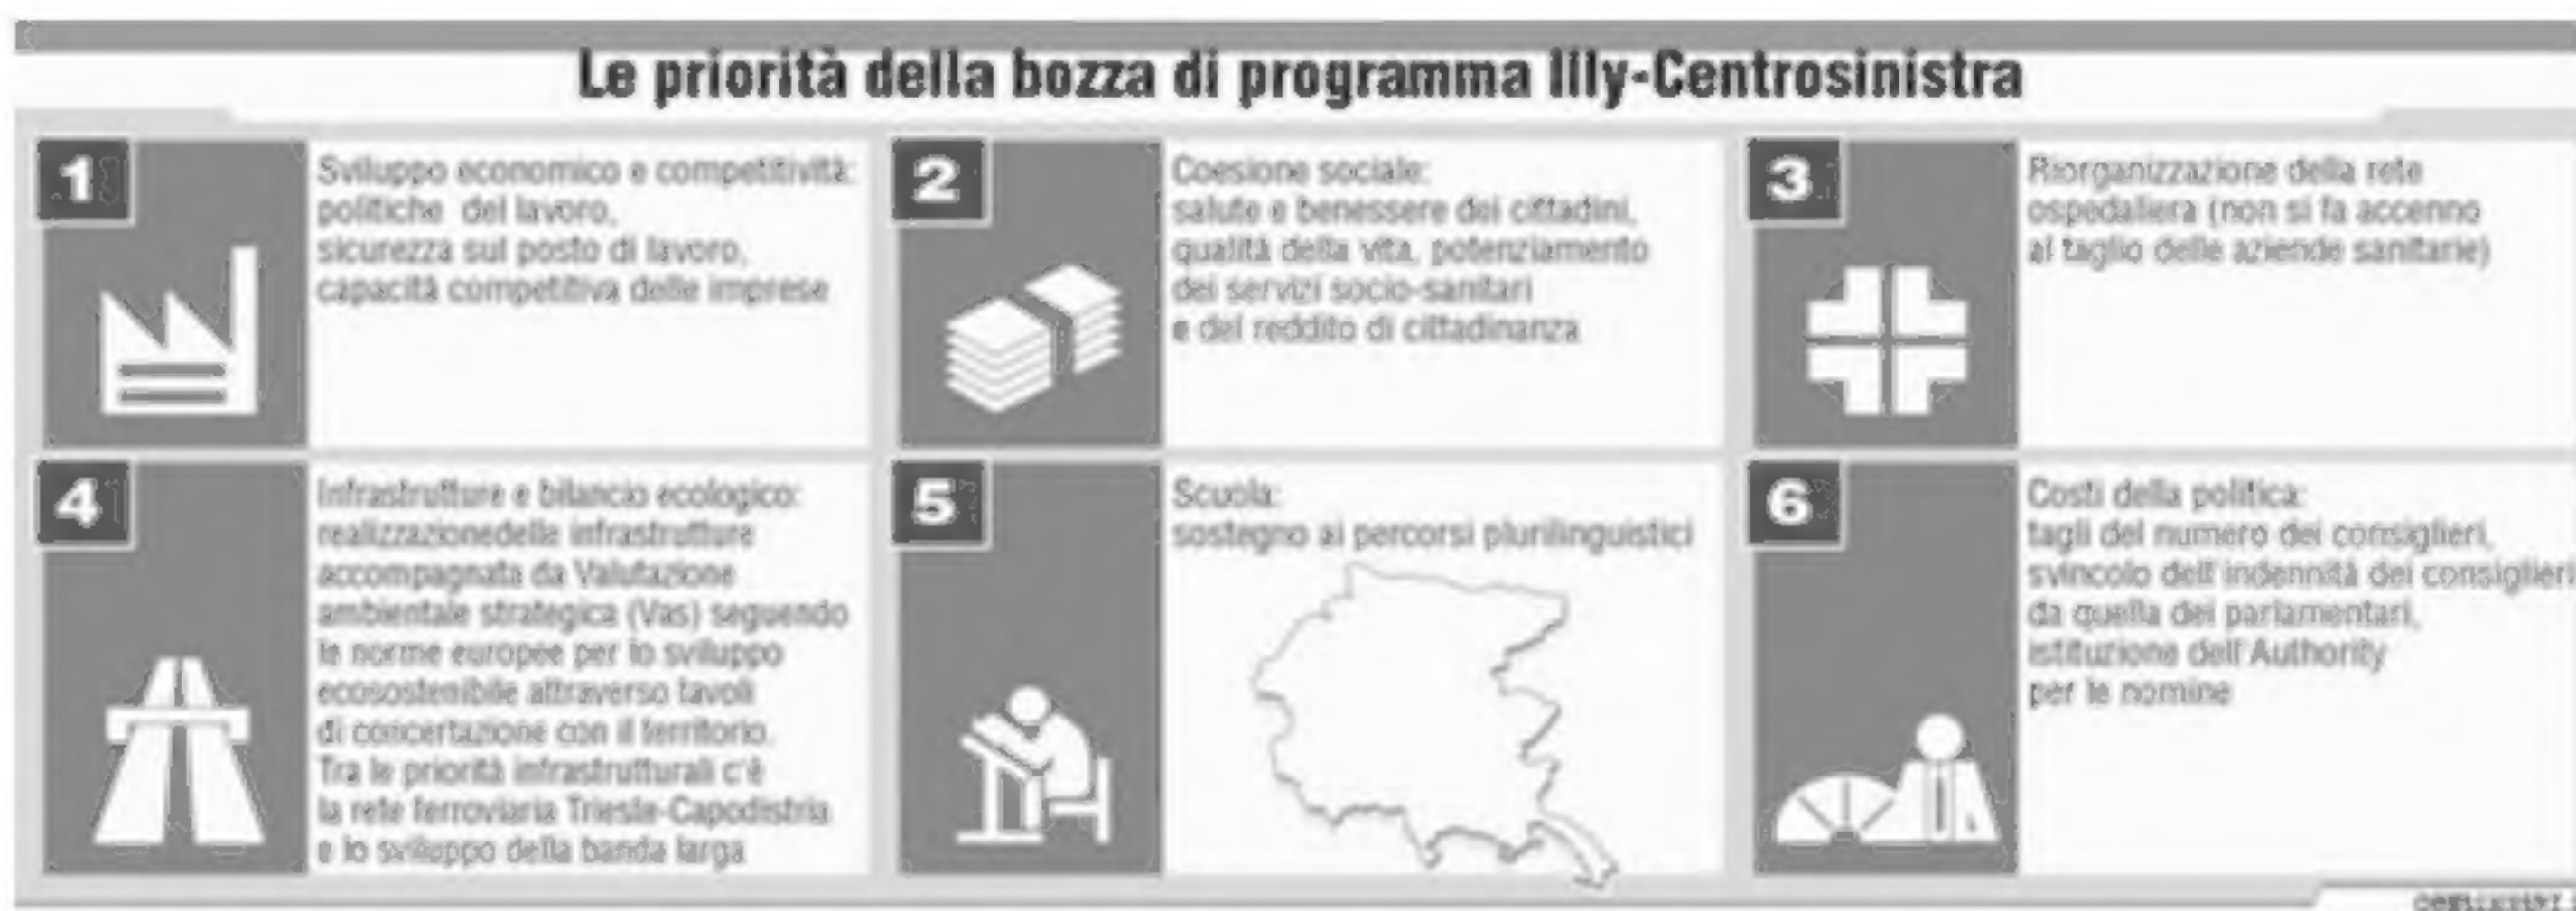 Le priorità della bozza di programma Illy-Centrosinistra
1
Sviluppo economico e competitività:
politiche del lavoro,
sicurezza sul posto di lavoro,
capacità competitiva delle imprese
2
Coesione sociale:
salute e benessere dei cittadini,
qualità della vita, potenziamento
dei servizi socio-sanitari
e del reddito di cittadinanza
3
Riorganizzazione della rete
ospedaliera (non si fa accenno
al taglio delle aziende sanitarie)
4
Infrastrutture e bilancio ecologico:
realizzazionedelle infrastrutture
accompagnata da Valutazione
ambientale strategica (Vas) seguendo
le norme europee per lo sviluppo
ecosostenibile attraverso tavoli
di concertazione con il territorio.
Tra le priorità infrastrutturali c'è
la rete ferroviaria Trieste-Capodistria
e lo sviluppo della banda larga
5
Scuola:
sostegno ai percorsi plurilinguistici
6
Costi della politica:
tagli del numero dei consiglieri,
svincolo dell'indennità dei consiglieri
da quella dei parlamentari,
istituzione dell'Authority
per le nomine